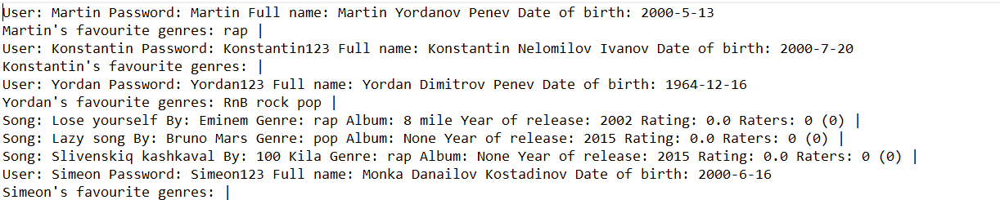 User: Martin Password: Martin Full name: Martin Yordanov Penev Date of birth: 2000-5-13
Martin's favourite genres: rap |
User: Konstantin Password: Konstantin123 Full name: Konstantin Nelomilov Ivanov Date of birth: 2000-7-20
Konstantin's favourite genres: |
User: Yordan Password: Yordan123 Full name: Yordan Dimitrov Penev Date of birth: 1964-12-16
Yordan's favourite genres: RnB rock pop |
Song: Lose yourself By: Eminem Genre: rap Album: 8 mile Year of release: 2002 Rating: 0.0 Raters: 0 (0) |
Song: Lazy song By: Bruno Mars Genre: pop Album: None Year of release: 2015 Rating: 0.0 Raters: 0 (0) |
Song: Slivenskiq kashkaval By: 100 Kila Genre: rap Album: None Year of release: 2015 Rating: 0.0 Raters: 0 (0) |
User: Simeon Password: Simeon123 Full name: Monka Danailov Kostadinov Date of birth: 2000-6-16
Simeon's favourite genres: |